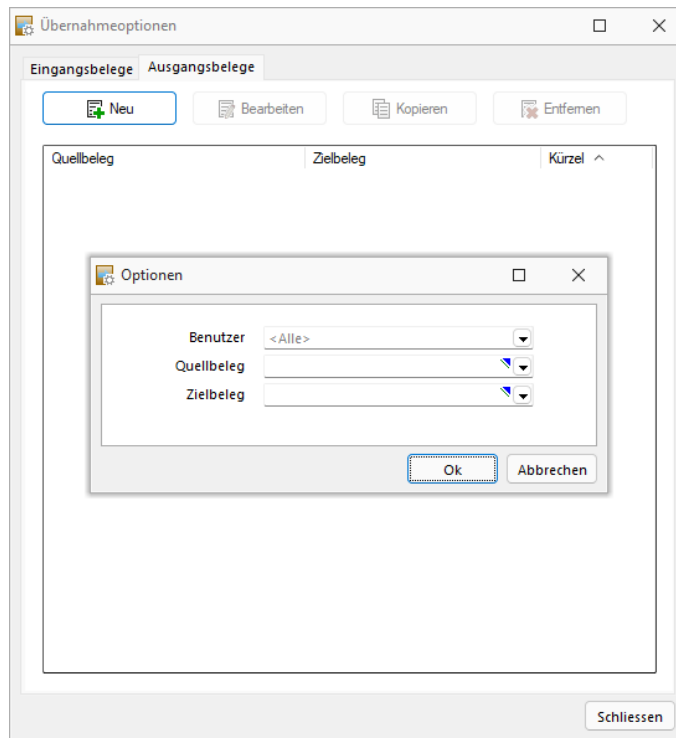 Übernahmeoptionen
Eingangsbelege Ausgangsbelege
Neu Bearbeiten Kopieren Entfernen
Quellbeleg Zielbeleg Kürzel
Optionen
Benutzer <Alle>
Quellbeleg
Zielbeleg
Ok Abbrechen
Schliessen